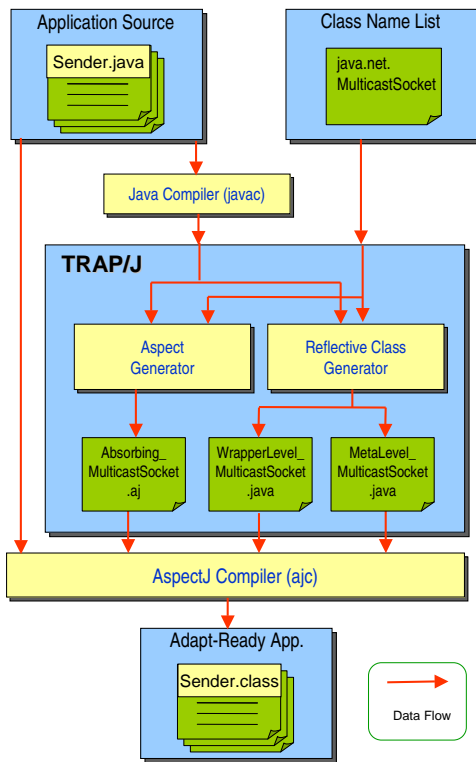 Application Source
Class Name List
Sender.java
java.net.
MulticastSocket
Java Compiler (javac)
TRAP/J
Aspect
Generator
Reflective Class
Generator
Absorbing_
MulticastSocket
.aj
WrapperLevel_
MulticastSocket
.java
MetaLevel_
MulticastSocket
.java
AspectJ Compiler (ajc)
Adapt-Ready App.
Sender.class
Data Flow